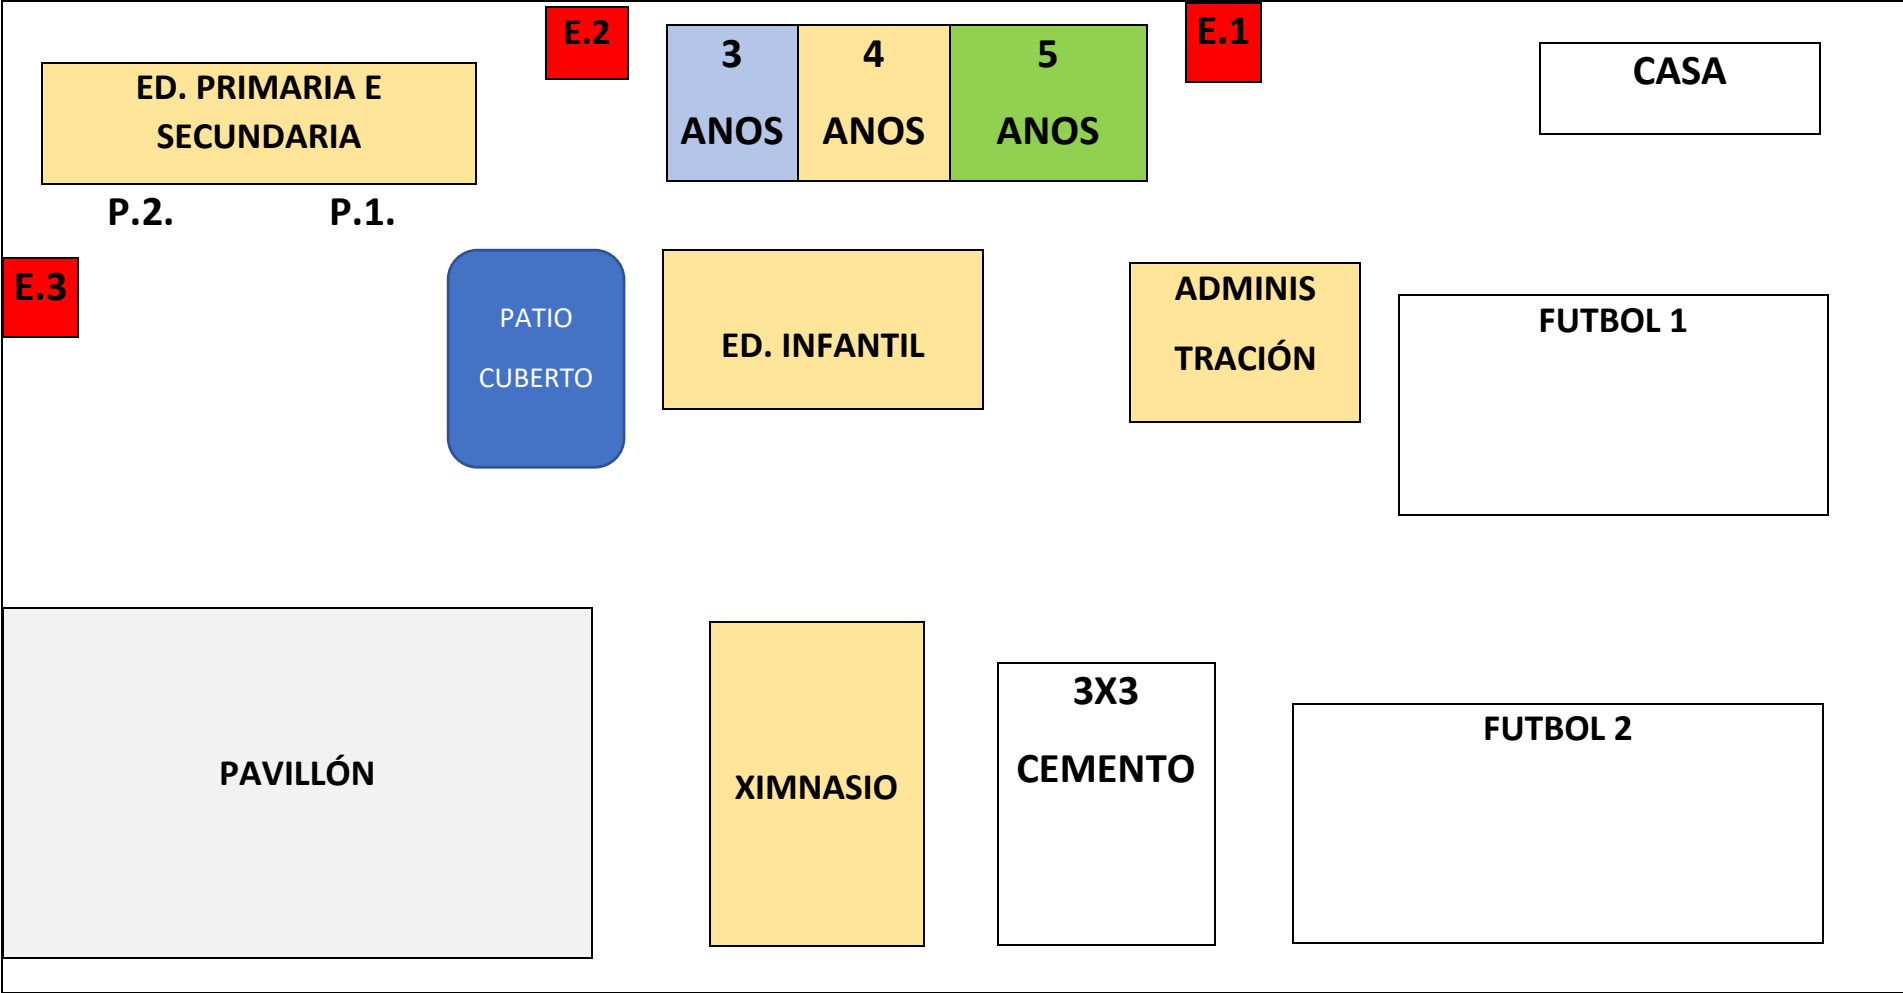 E.2
E.1
3
ANOS
4
ANOS
5
ANOS
CASA
ED. PRIMARIA E
SECUNDARIA
P.2. P.1.
E.3
PATIO
CUBERTO
ED. INFANTIL
ADMINIS
TRACIÓN
FUTBOL 1
PAVILLÓN
XIMNASIO
3X3
CEMENTO
FUTBOL 2